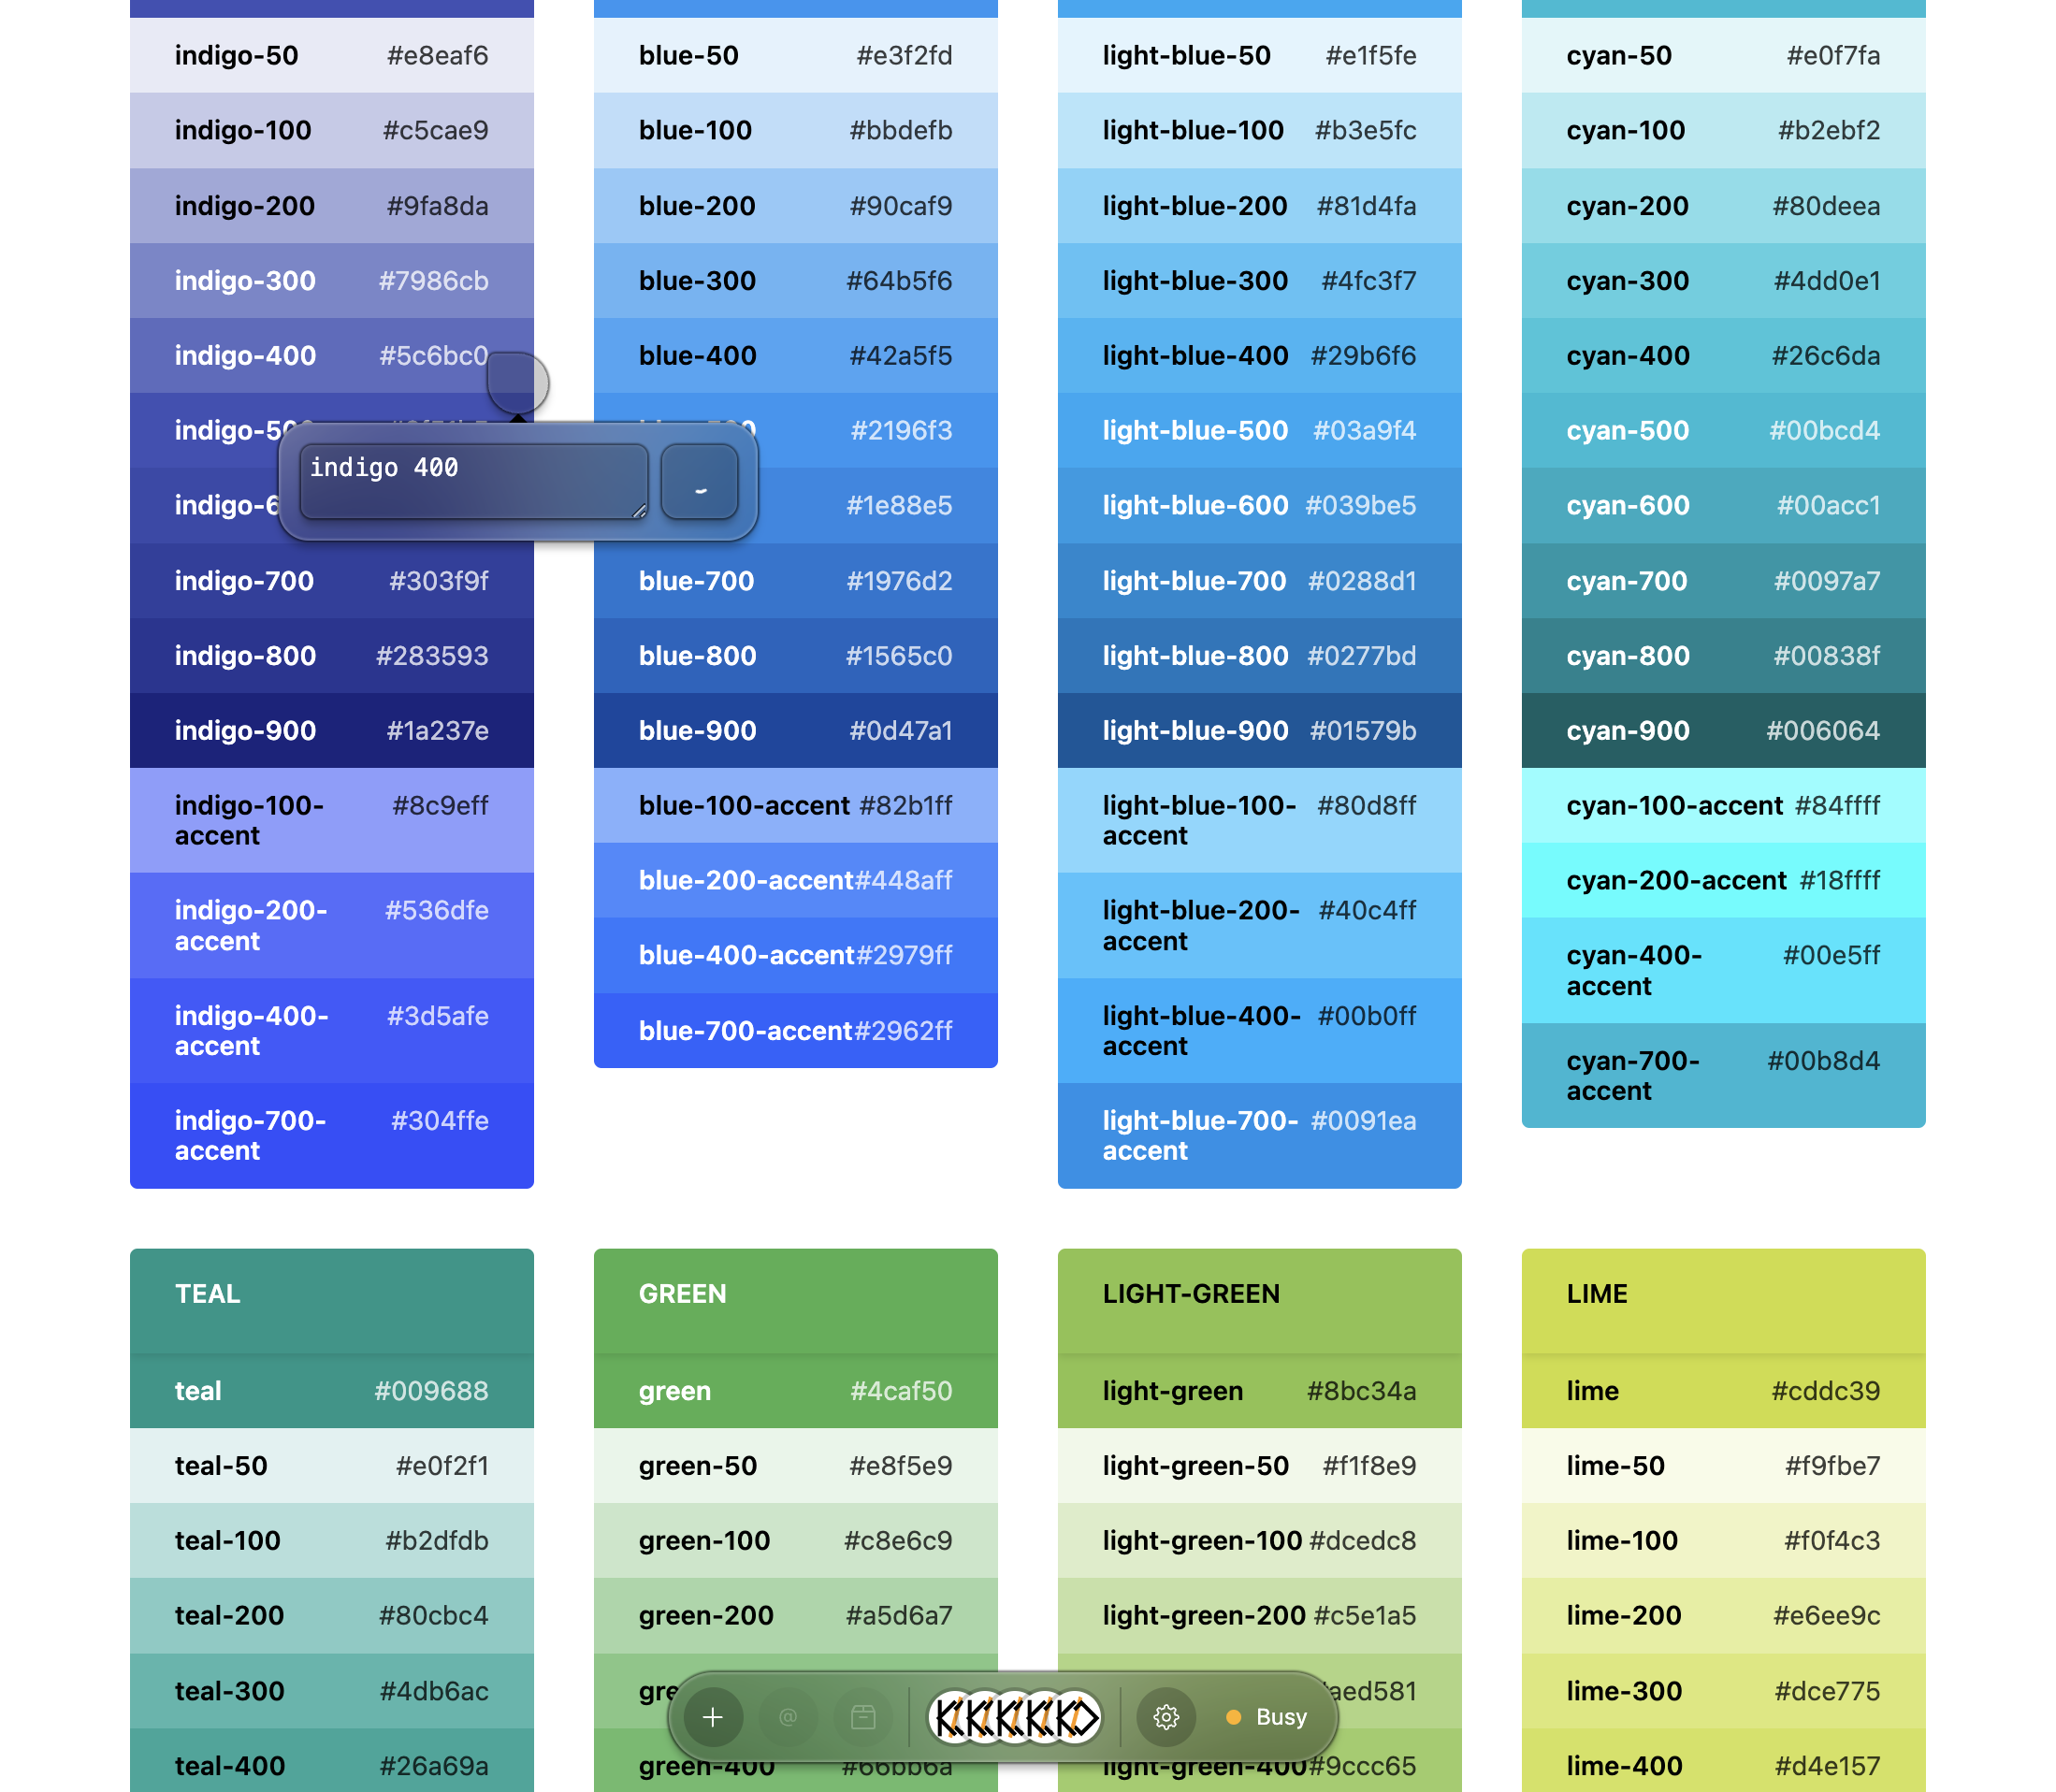 indigo-50 #e8eaf6
indigo-100 #c5cae9
indigo-200 #9fa8da
indigo-300 #7986cb
indigo-400 #5c6bc0
indigo 400
indigo-700 #303f9f
indigo-800 #283593
indigo-900 #1a237e
indigo-100- #8c9eff
accent
indigo-200- #536dfe
accent
indigo-400- #3d5afe
accent
indigo-700- #304ffe
accent
blue-50 #e3f2fd
blue-100 #bbdefb
blue-200 #90caf9
blue-300 #64b5f6
blue-400 #42a5f5
#2196f3
#1e88e5
blue-700 #1976d2
blue-800 #1565c0
blue-900 #0d47a1
blue-100-accent #82b1ff
blue-200-accent #448aff
blue-400-accent #2979ff
blue-700-accent #2962ff
light-blue-50 #e1f5fe
light-blue-100 #b3e5fc
light-blue-200 #81d4fa
light-blue-300 #4fc3f7
light-blue-400 #29b6f6
light-blue-500 #03a9f4
light-blue-600 #039be5
light-blue-700 #0288d1
light-blue-800 #0277bd
light-blue-900 #01579b
light-blue-100- #80d8ff
accent
light-blue-200- #40c4ff
accent
light-blue-400- #00b0ff
accent
light-blue-700- #0091ea
accent
cyan-50 #e0f7fa
cyan-100 #b2ebf2
cyan-200 #80deea
cyan-300 #4dd0e1
cyan-400 #26c6da
cyan-500 #00bcd4
cyan-600 #00acc1
cyan-700 #0097a7
cyan-800 #00838f
cyan-900 #006064
cyan-100-accent #84ffff
cyan-200-accent #18ffff
cyan-400- #00e5ff
accent
cyan-700- #00b8d4
accent
TEAL
teal #009688
teal-50 #e0f2f1
teal-100 #b2dfdb
teal-200 #80cbc4
teal-300 #4db6ac
teal-400 #26a69a
GREEN
green #4caf50
green-50 #e8f5e9
green-100 #c8e6c9
green-200 #a5d6a7
green-400 #66bb6a
LIGHT-GREEN
light-green #8bc34a
light-green-50 #f1f8e9
light-green-100 #dcedc8
light-green-200 #c5e1a5
aed581
light-green-400 #9ccc65
LIME
lime #cddc39
lime-50 #f9fbe7
lime-100 #f0f4c3
lime-200 #e6ee9c
lime-300 #dce775
lime-400 #d4e157
@
Busy